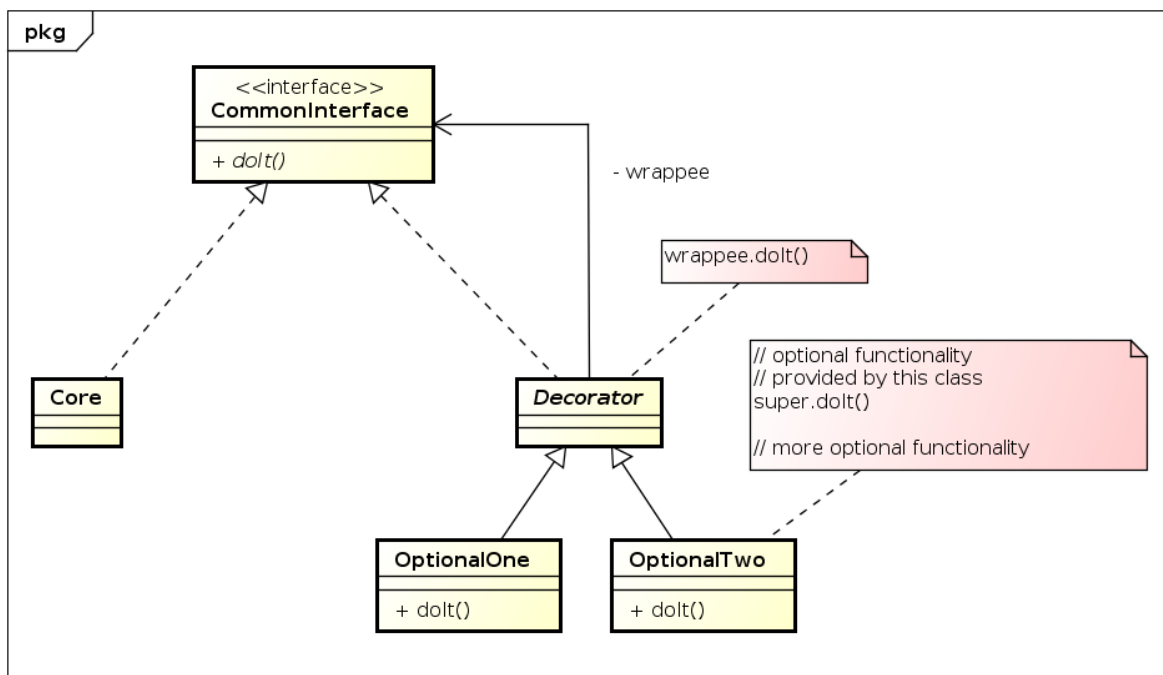 pkg
<<interface>>
CommonInterface
+ doIt()
- wrappee
wrappee.doIt()
// optional functionality
// provided by this class
super.doIt()
// more optional functionality
Core
Decorator
OptionalOne
+ doIt()
OptionalTwo
+ doIt()